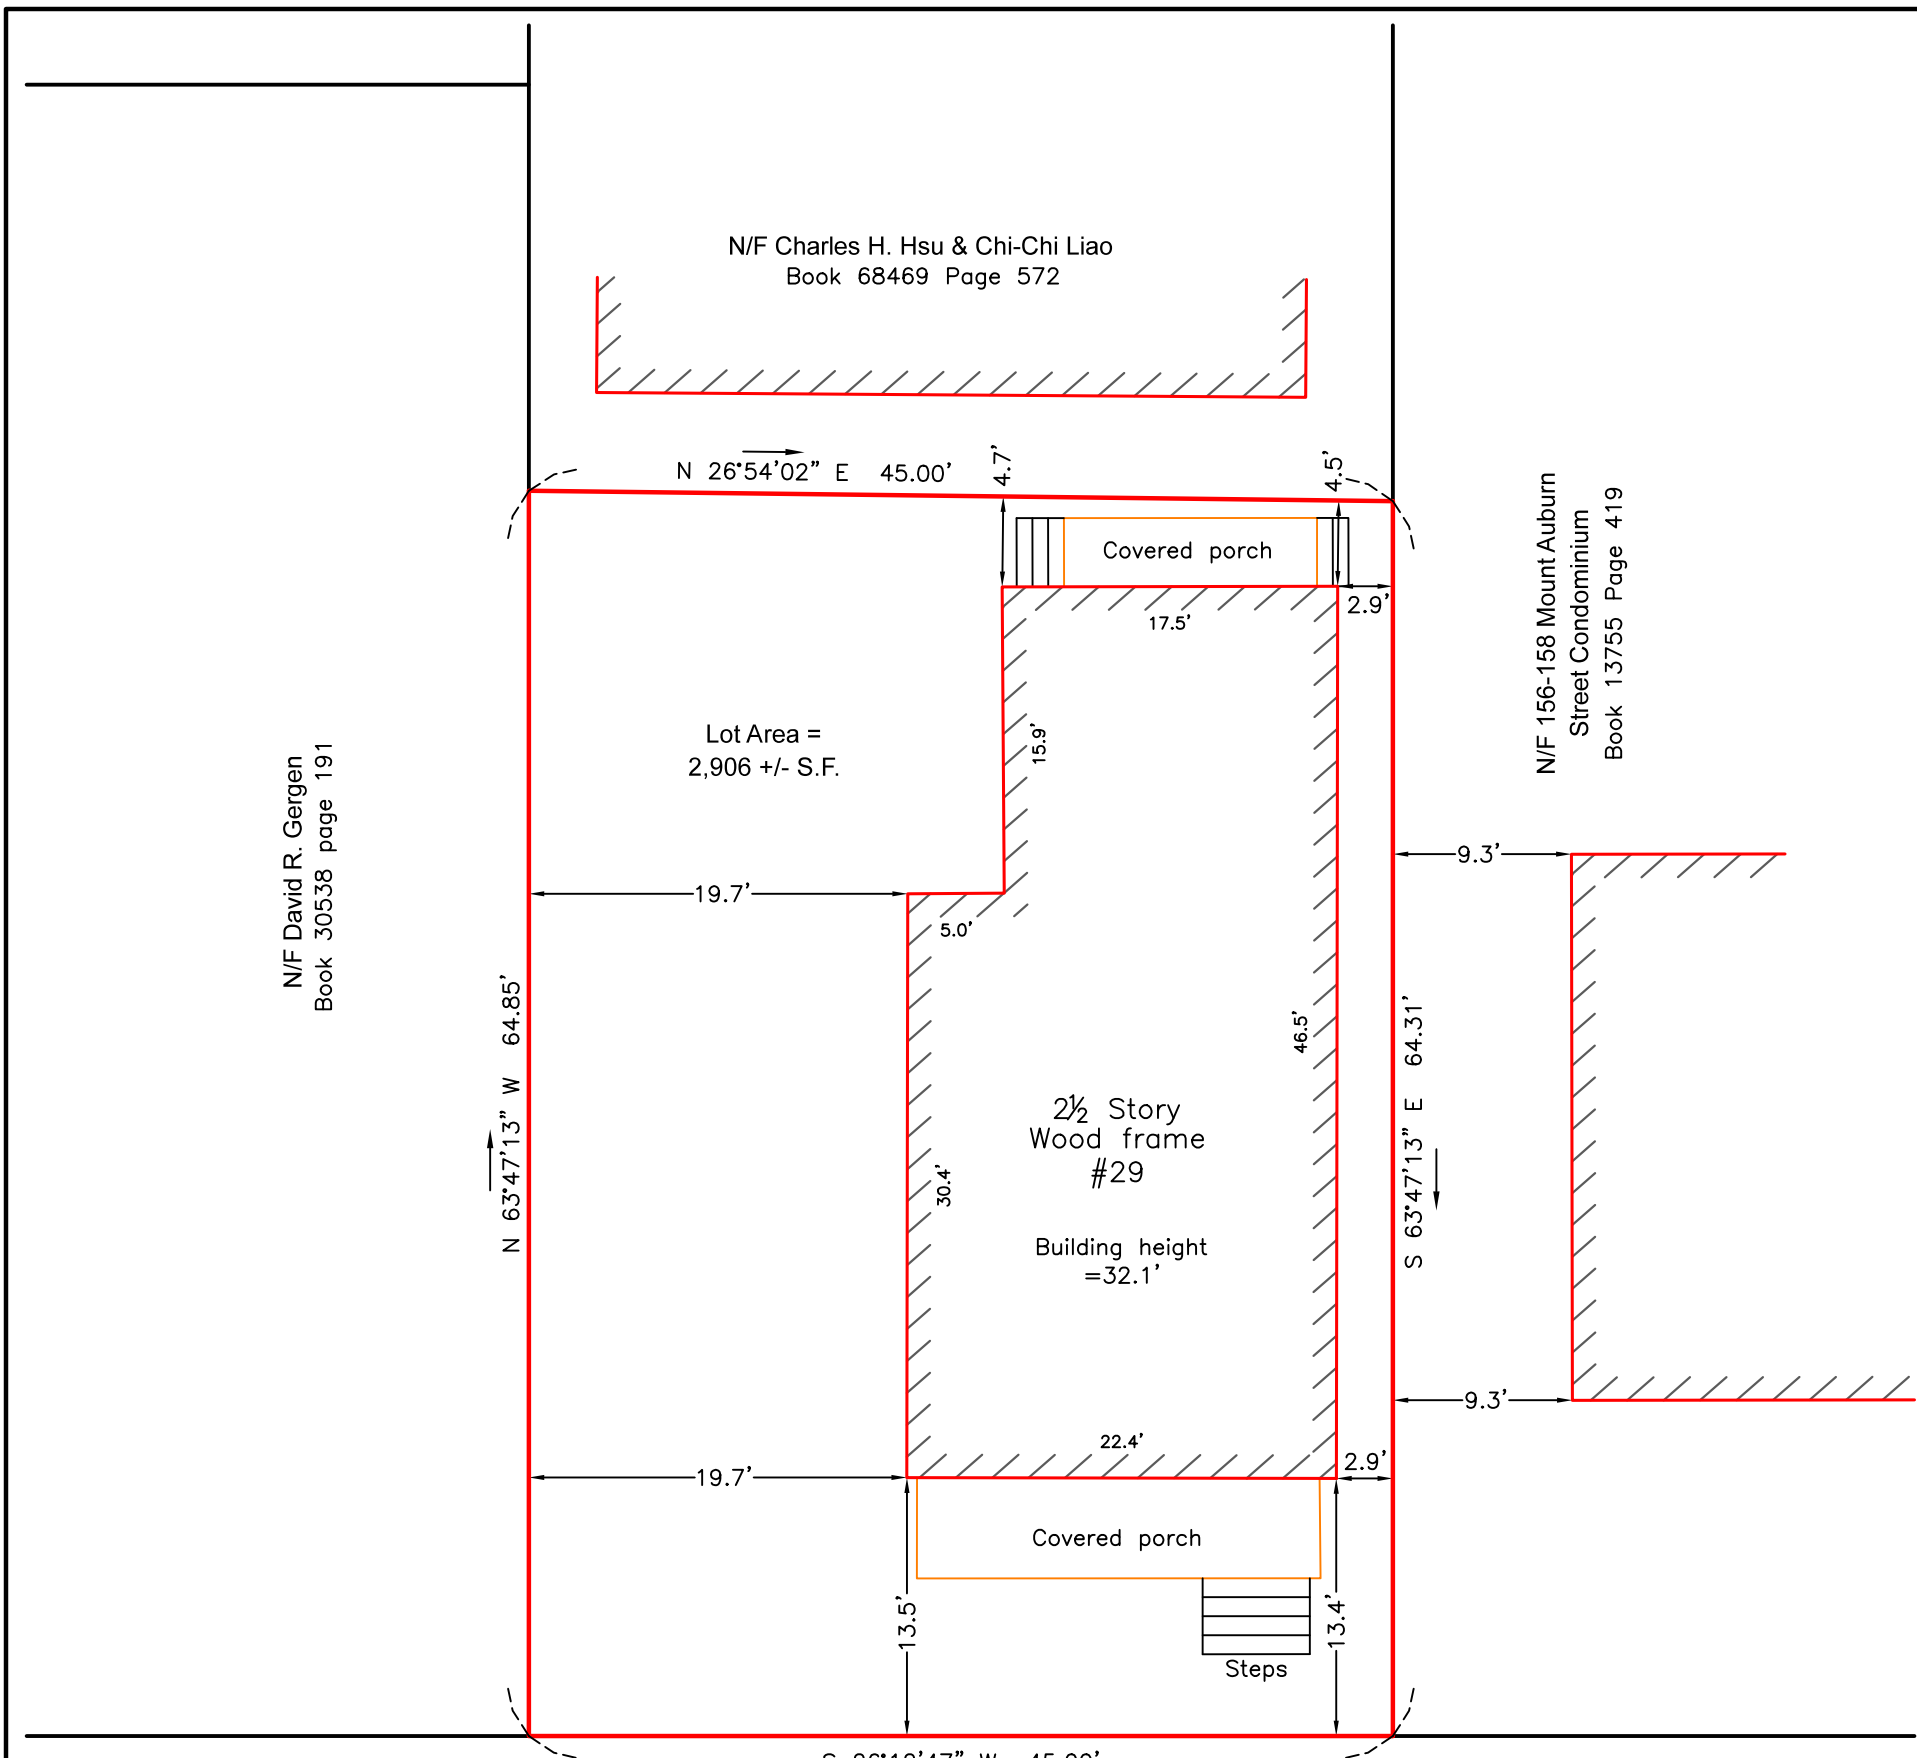 N/F Charles H. Hsu & Chi-Chi Liao
Book 68469 Page 572
N 26°54'02" E 45.00'
4.7'
4.5'
Covered porch
2.9'
17.5'
N/F 156-158 Mount Auburn
Street Condominium
Book 13755 Page 419
Lot Area =
2,906 +/- S.F.
15.9'
N/F David R. Gergen
Book 30538 page 191
19.7'
9.3'
5.0'
N 63°47'13" W 64.85'
46.5'
S 63°47'13" E 64.31'
2½ Story
Wood frame
#29
30.4'
Building height
=32.1'
9.3'
22.4'
19.7'
2.9'
Covered porch
13.5'
13.4'
Steps
W 45.00'